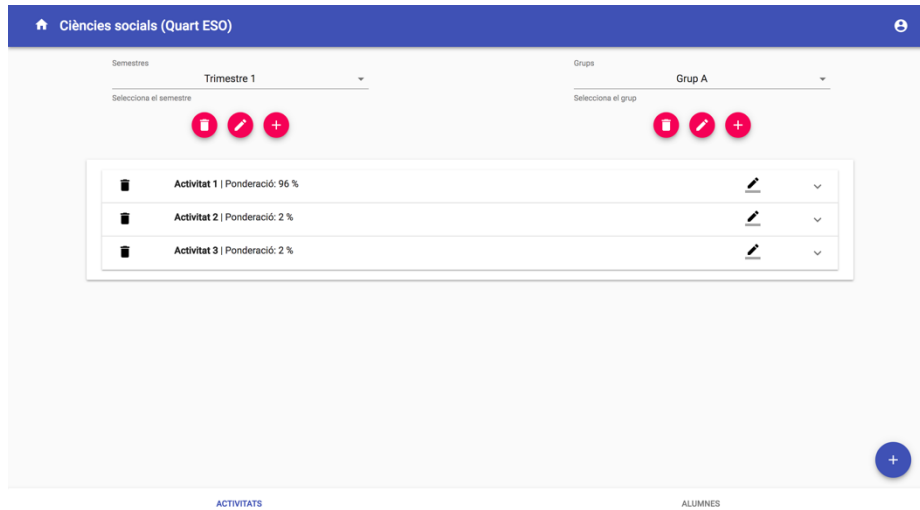 Ciències socials (Quart ESO)
Semestres
Trimestre 1
Selecciona el semestre
Grups
Grup A
Selecciona el grup
Activitat 1 | Ponderació: 96 %
Activitat 2 | Ponderació: 2 %
Activitat 3 | Ponderació: 2 %
ACTIVITATS
ALUMNES